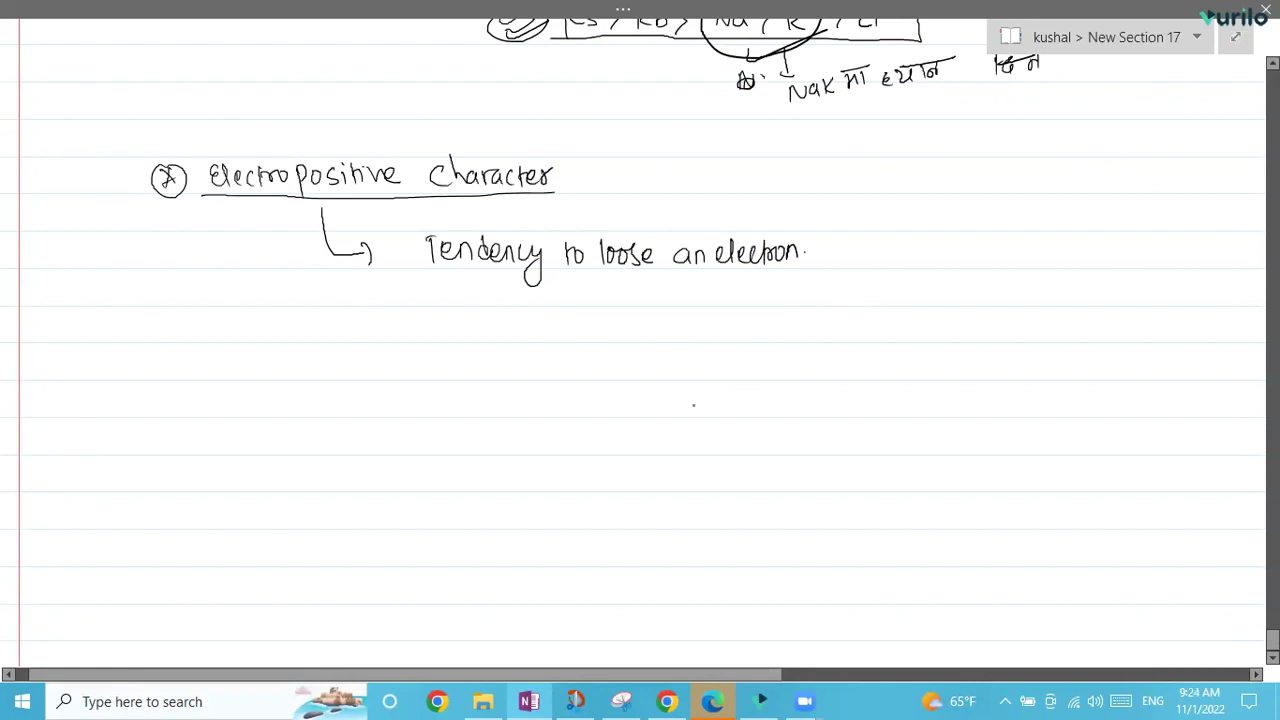 vurilo
kushal > New Section 17
NaK मा ध्यान दिने
Electropositive Character
Tendency to loose an electron.
Type here to search
65°F
ENG
9:24 AM
11/1/2022